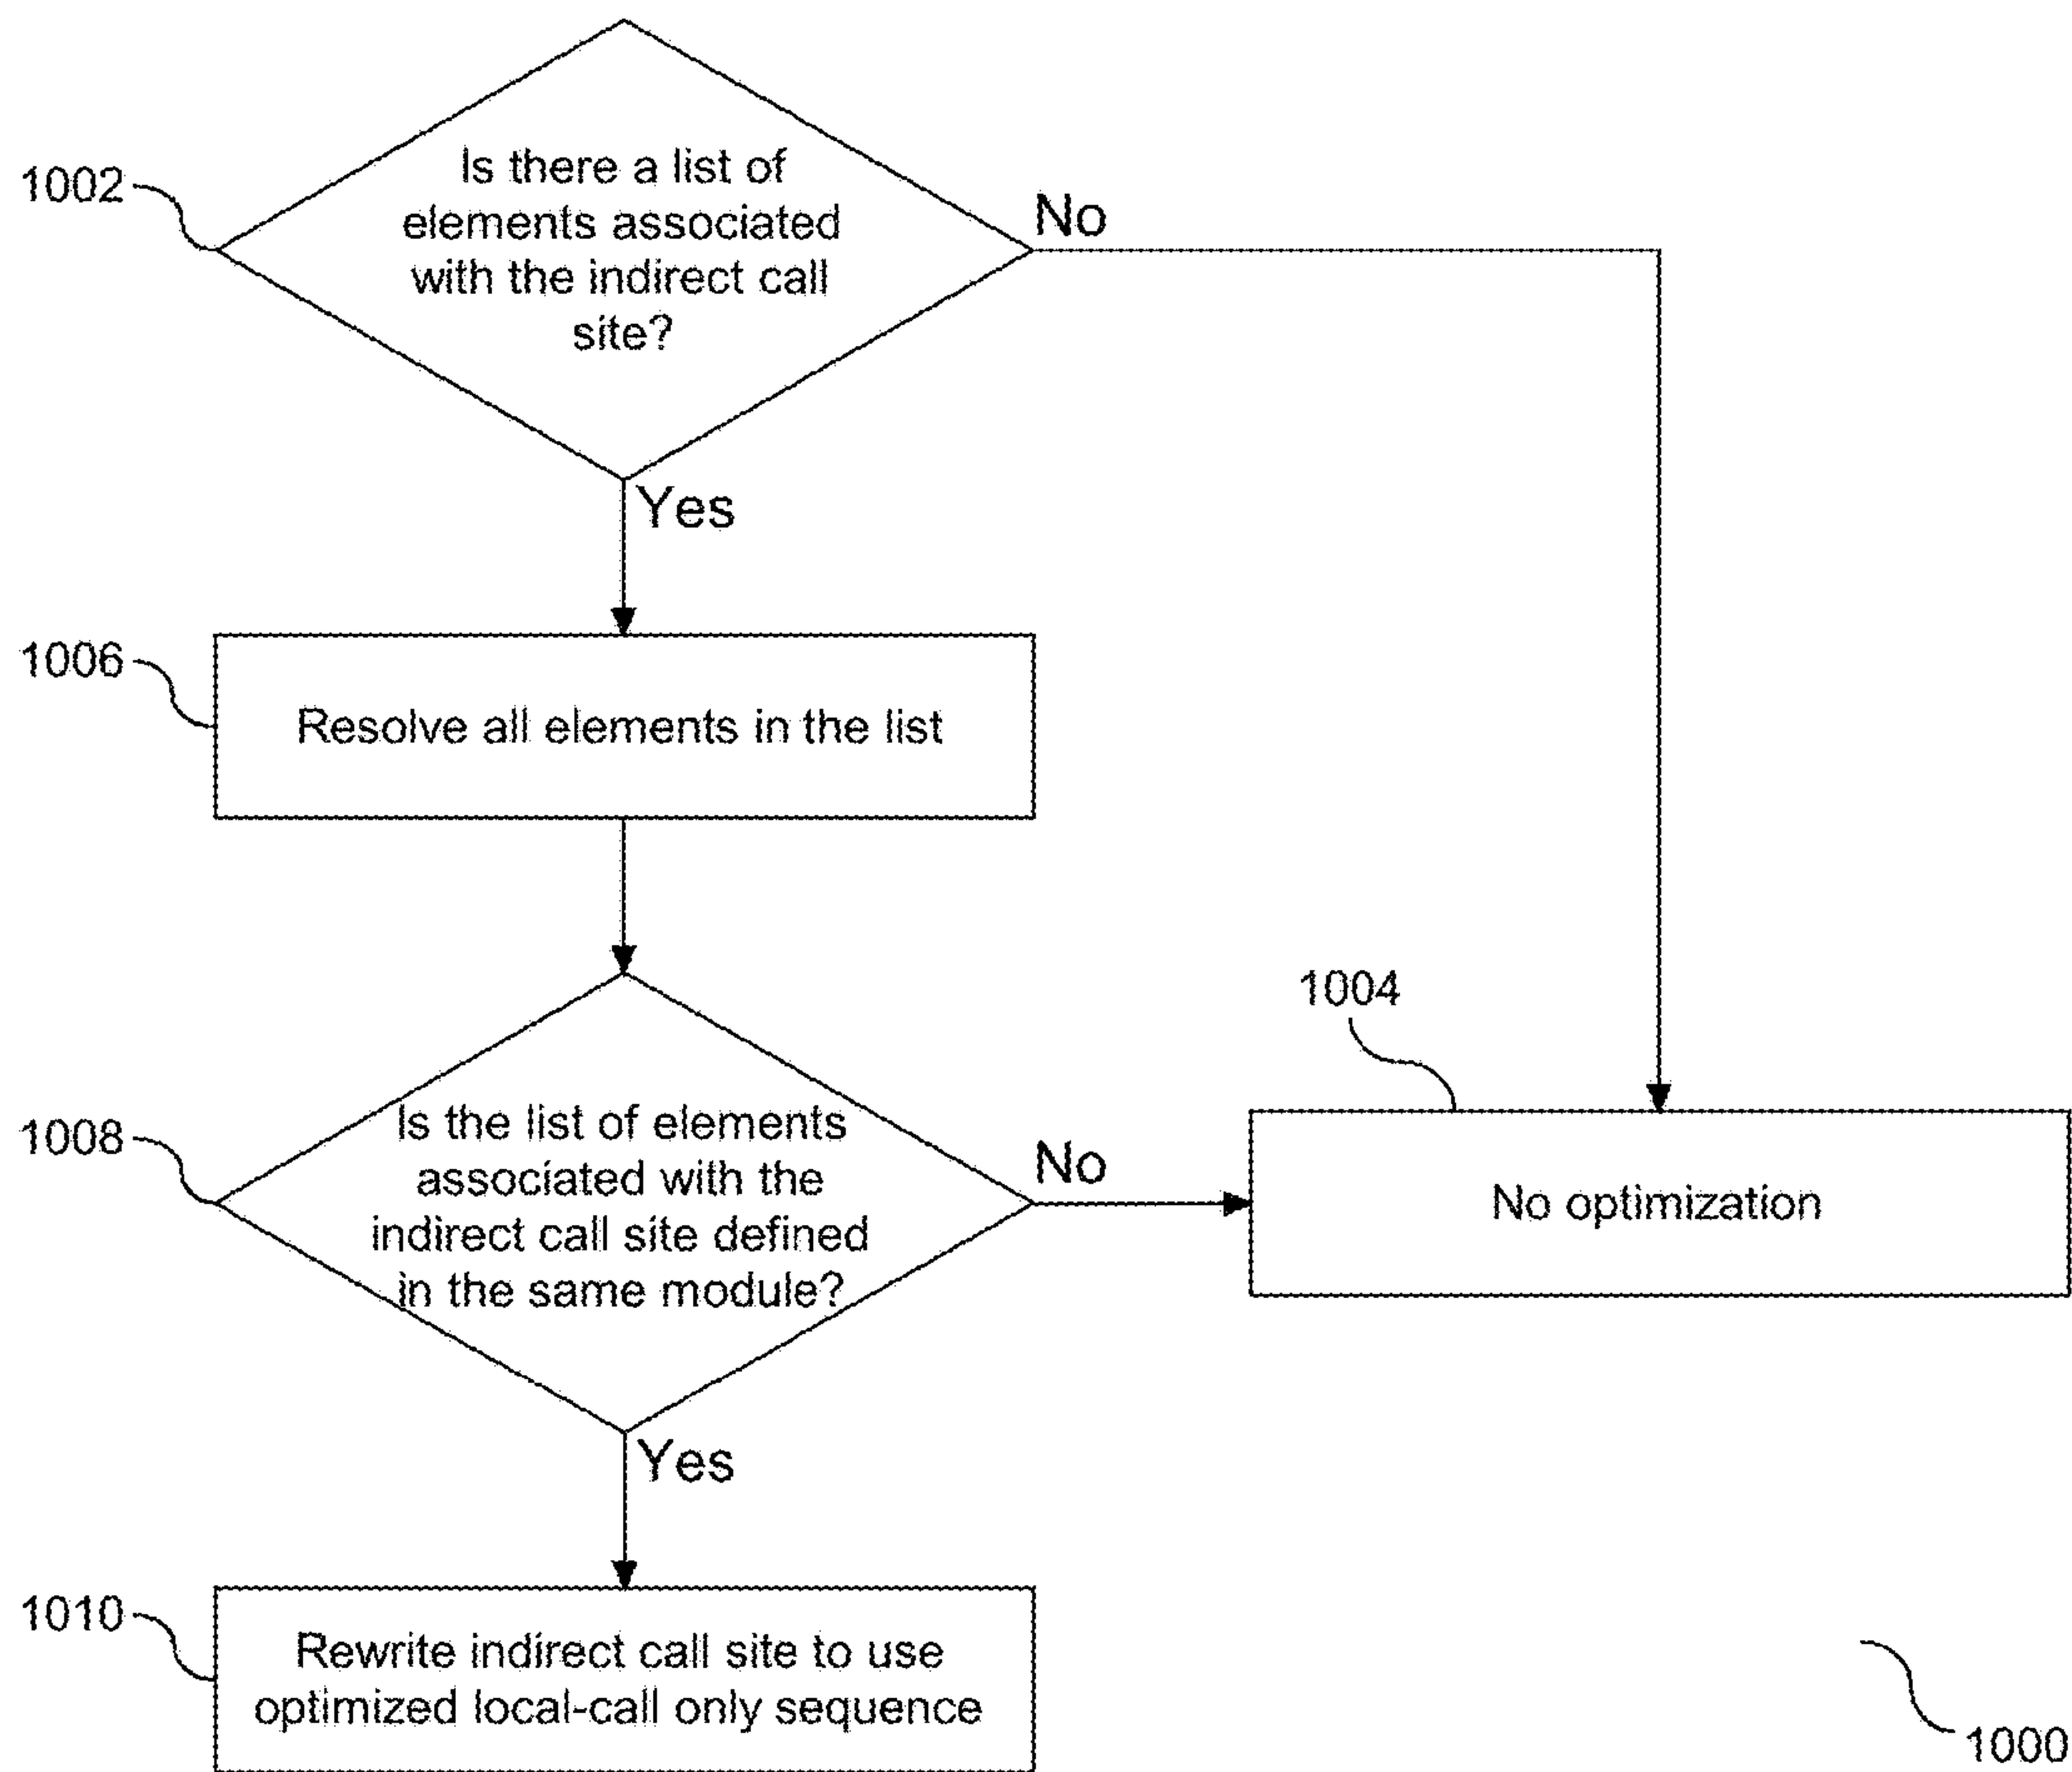 1002
Is there a list of
elements associated
with the indirect call
site?
No
Yes
1006
Resolve all elements in the list
1008
Is the list of elements
associated with the
indirect call site defined
in the same module?
No
1004
No optimization
Yes
1010
Rewrite indirect call site to use
optimized local-call only sequence
1000